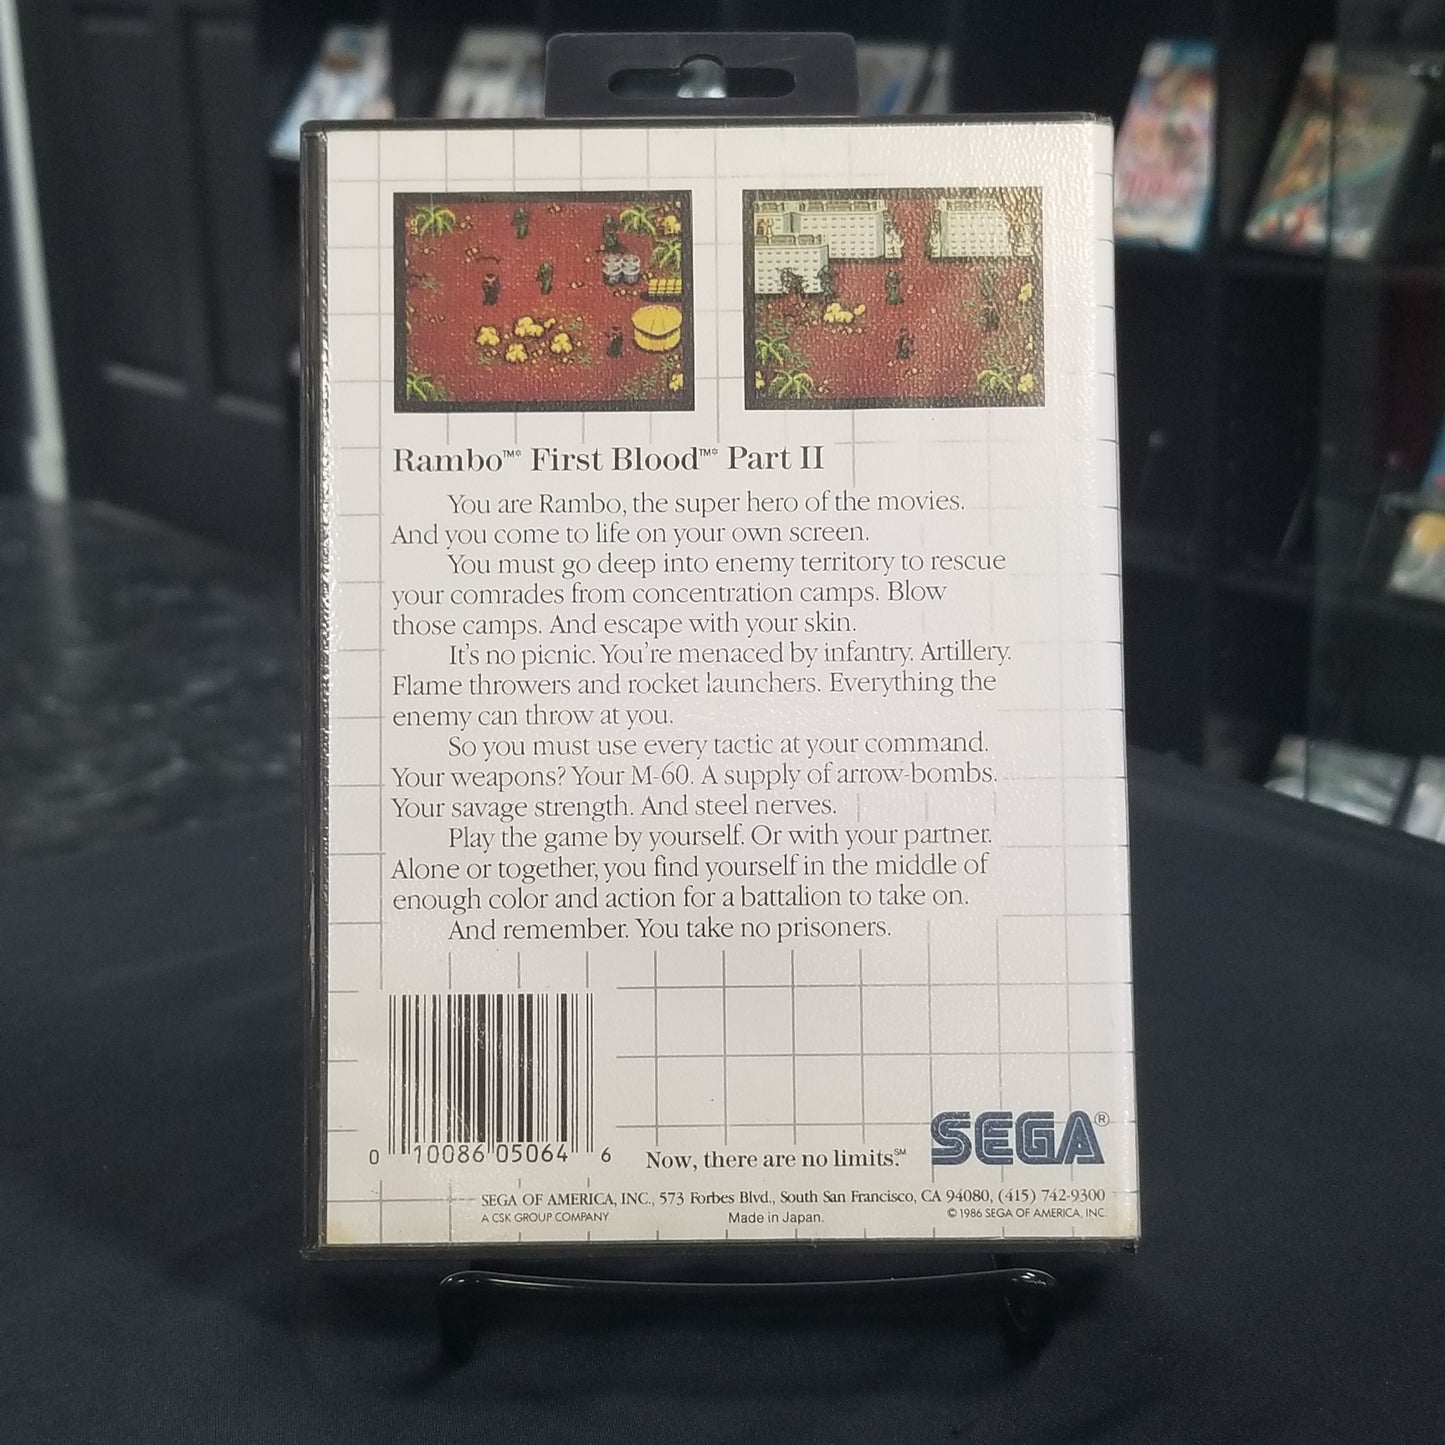 Rambo™* First Blood™* Part II
You are Rambo, the super hero of the movies.
And you come to life on your own screen.
You must go deep into enemy territory to rescue
your comrades from concentration camps. Blow
those camps. And escape with your skin.
It's no picnic. You're menaced by infantry. Artillery.
Flame throwers and rocket launchers. Everything the
enemy can throw at you.
So you must use every tactic at your command.
Your weapons? Your M-60. A supply of arrow-bombs.
Your savage strength. And steel nerves.
Play the game by yourself. Or with your partner.
Alone or together, you find yourself in the middle of
enough color and action for a battalion to take on.
And remember. You take no prisoners.
0 10086 05064 6
Now, there are no limits.℠
SEGA®
SEGA OF AMERICA, INC., 573 Forbes Blvd., South San Francisco, CA 94080, (415) 742-9300
A CSK GROUP COMPANY Made in Japan. © 1986 SEGA OF AMERICA, INC.